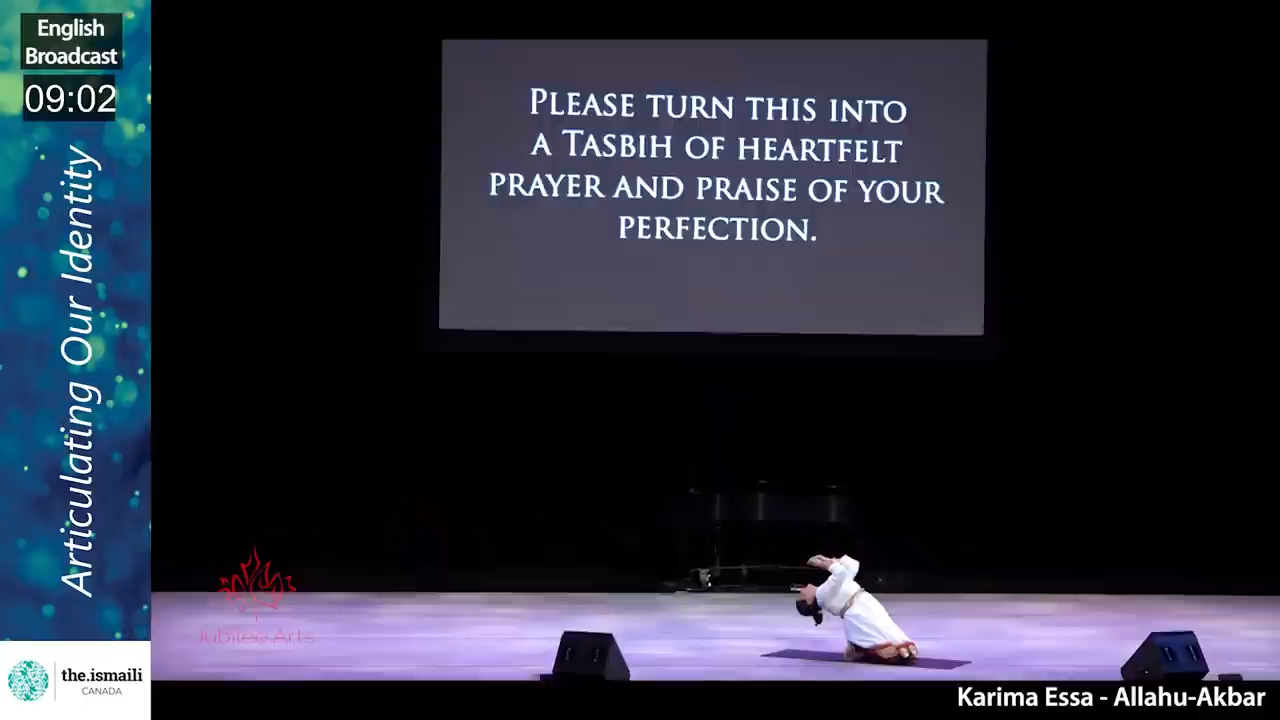 English
Broadcast
09:02
Articulating Our Identity
the.ismaili
CANADA
PLEASE TURN THIS INTO
A TASBIH OF HEARTFELT
PRAYER AND PRAISE OF YOUR
PERFECTION.
Jubilee Arts
Karima Essa - Allahu-Akbar